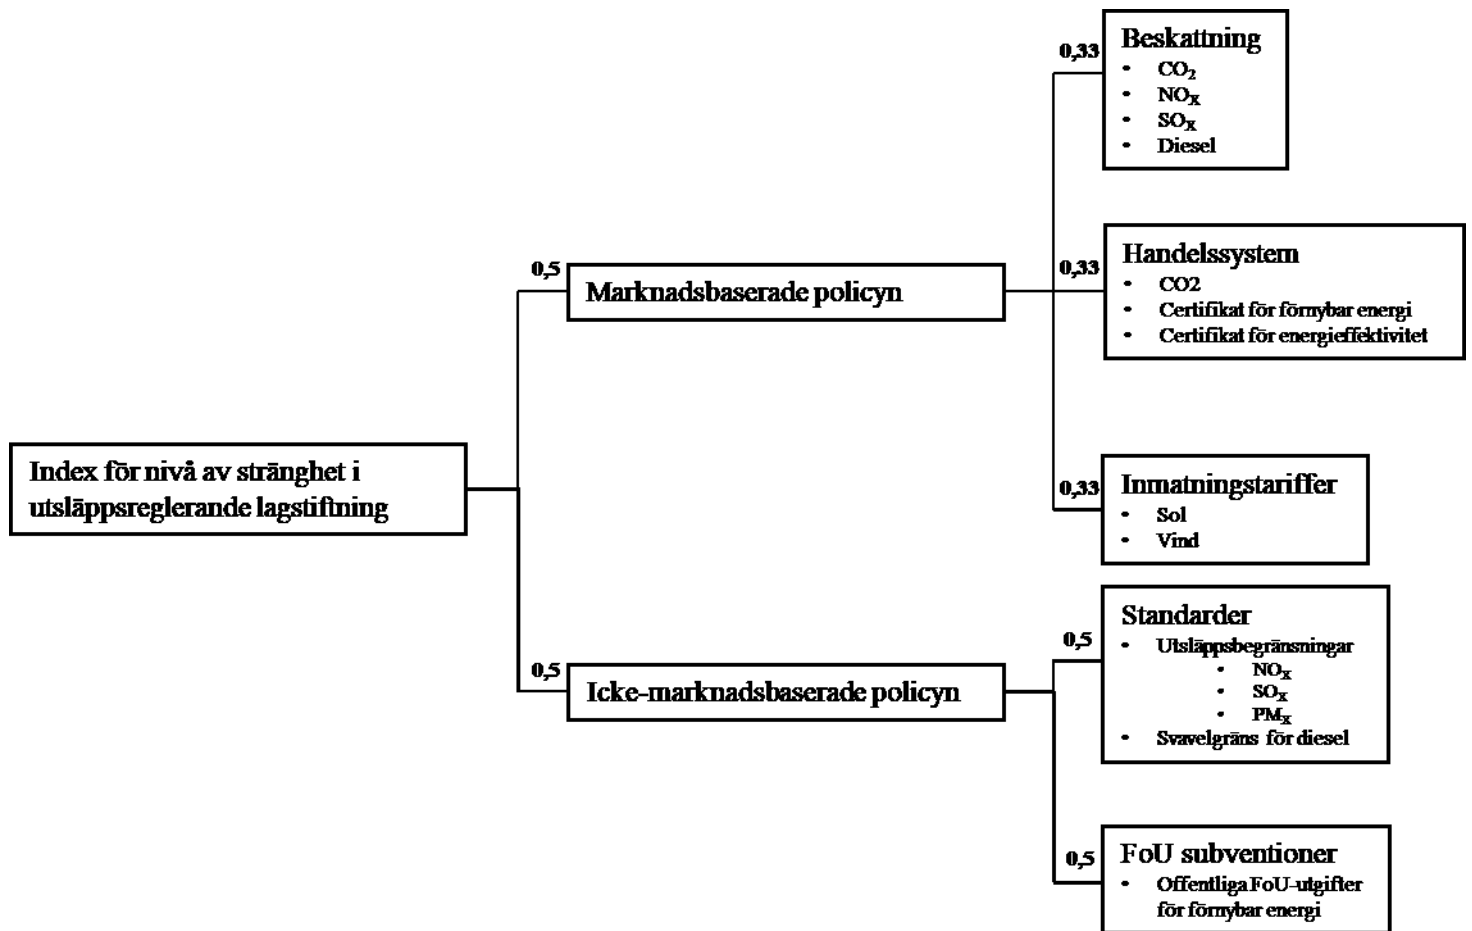 0,33
Beskattning
• CO₂
• NOₓ
• SOₓ
• Diesel
0,33
Handelssystem
• CO2
• Certifikat för förnybar energi
• Certifikat för energieffektivitet
0,5
Marknadsbaserade policyn
0,33
Inmatningstariffer
• Sol
• Vind
Index för nivå av stränghet i
utsläppsreglerande lagstiftning
0,5
Icke-marknadsbaserade policyn
0,5
Standarder
• Utsläppsbegränsningar
• NOₓ
• SOₓ
• PMₓ
• Svavelgräns för diesel
0,5
FoU subventioner
• Offentliga FoU-utgifter
för förnybar energi